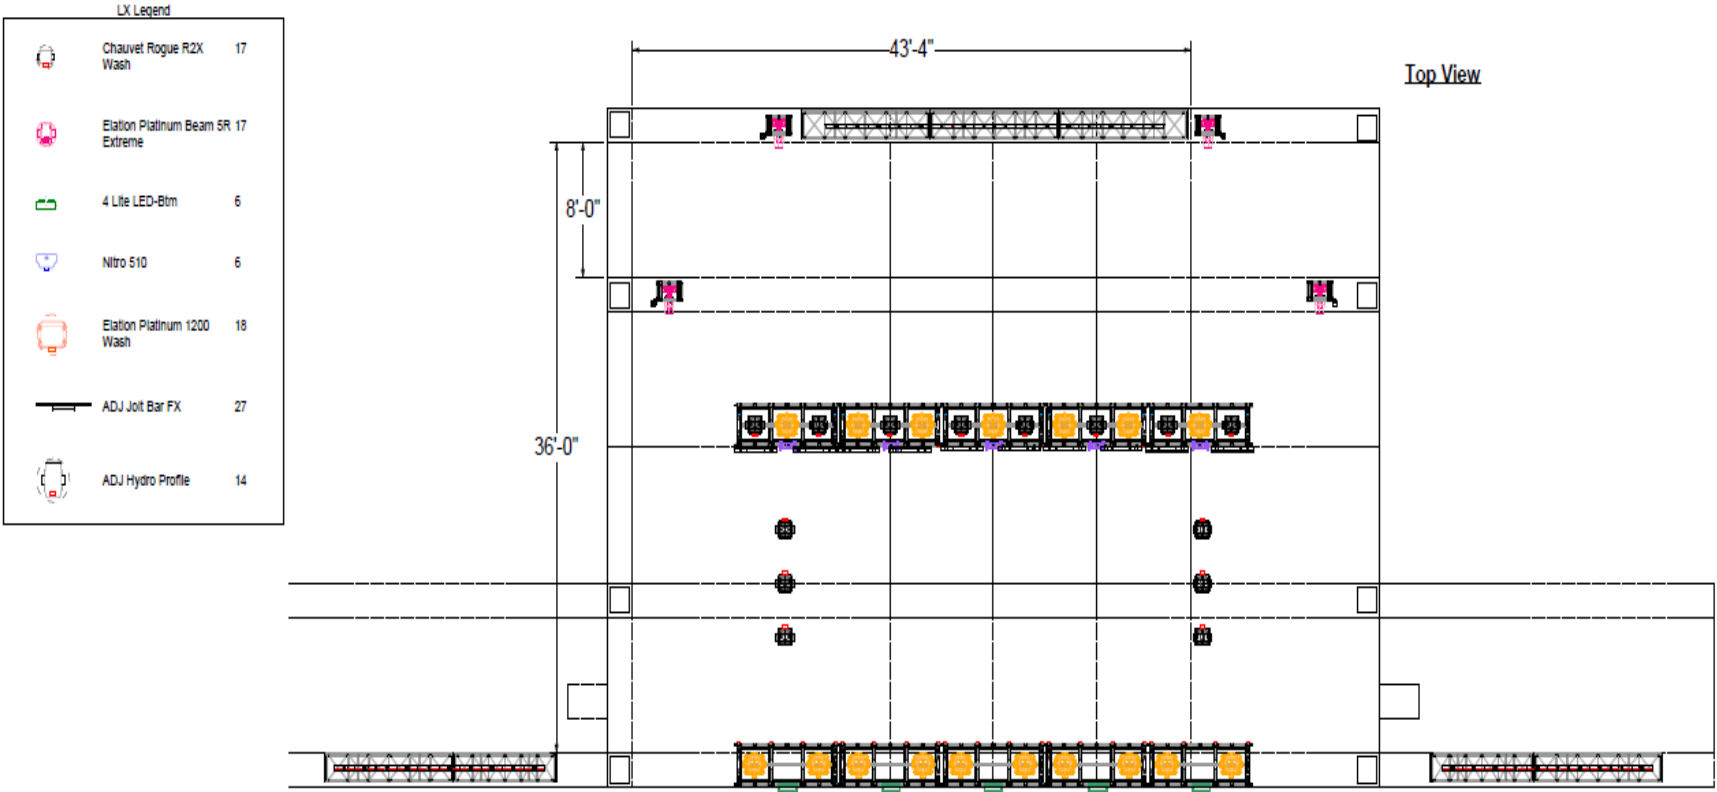 LX Legend
Chauvet Rogue R2X 17
Wash
Elation Platinum Beam 5R 17
Extreme
4 Lite LED-Btm 6
Nitro 510 6
Elation Platinum 1200 18
Wash
ADJ Jolt Bar FX 27
ADJ Hydro Profile 14
43'-4"
Top View
8'-0"
36'-0"